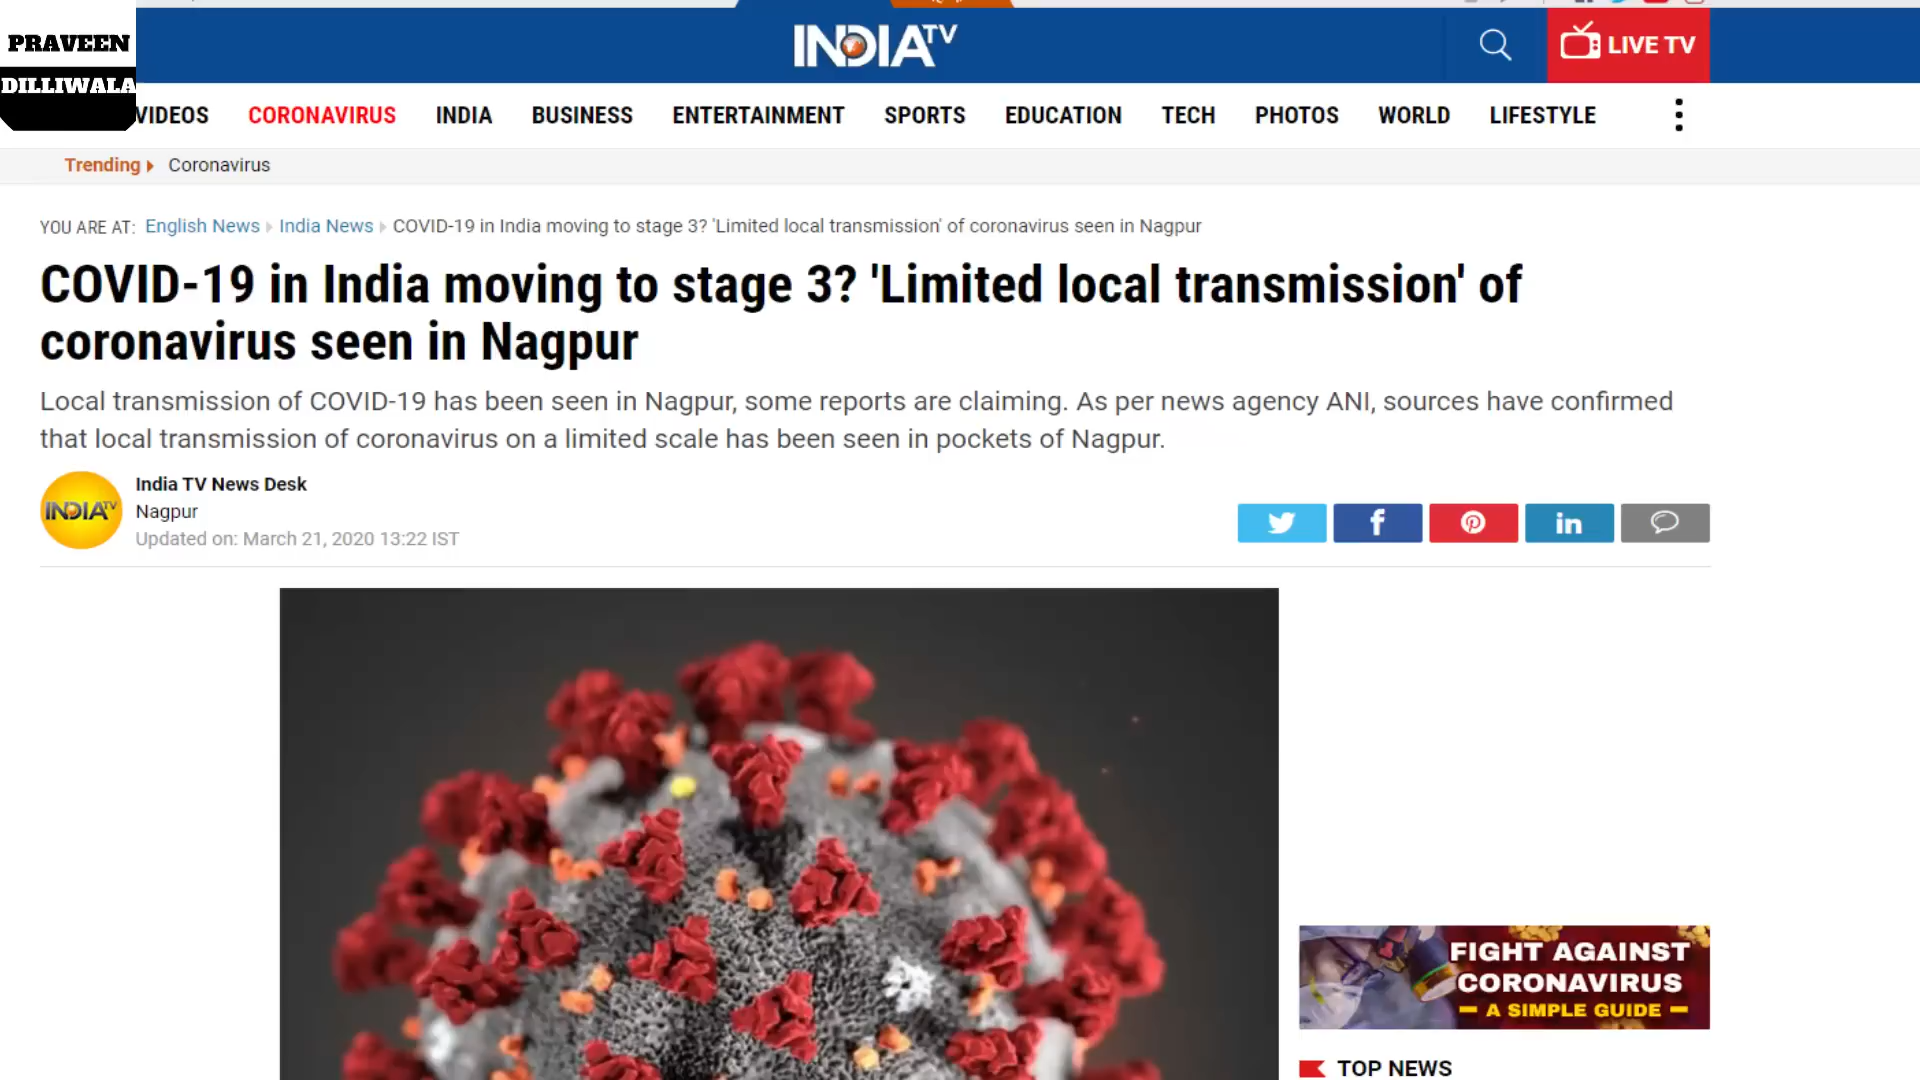 PRAVEEN
DILLIWALA
INDIA TV
LIVE TV
VIDEOS CORONAVIRUS INDIA BUSINESS ENTERTAINMENT SPORTS EDUCATION TECH PHOTOS WORLD LIFESTYLE
Trending Coronavirus
YOU ARE AT: English News India News COVID-19 in India moving to stage 3? 'Limited local transmission' of coronavirus seen in Nagpur
COVID-19 in India moving to stage 3? 'Limited local transmission' of
coronavirus seen in Nagpur
Local transmission of COVID-19 has been seen in Nagpur, some reports are claiming. As per news agency ANI, sources have confirmed
that local transmission of coronavirus on a limited scale has been seen in pockets of Nagpur.
INDIA TV
India TV News Desk
Nagpur
Updated on: March 21, 2020 13:22 IST
FIGHT AGAINST
CORONAVIRUS
A SIMPLE GUIDE
TOP NEWS